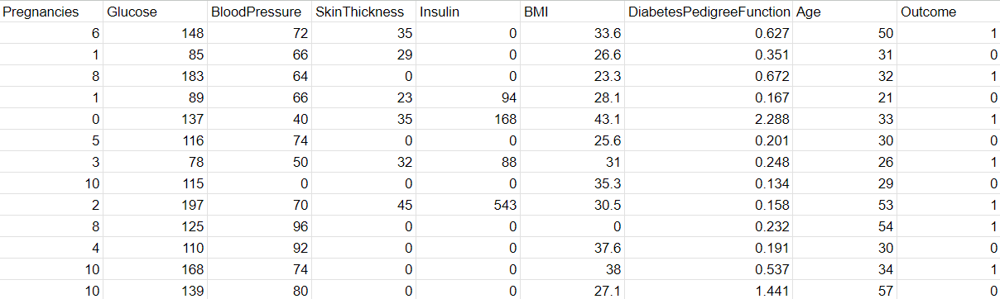 Pregnancies Glucose BloodPressure SkinThickness Insulin BMI DiabetesPedigreeFunction Age Outcome
6 148 72 35 0 33.6 0.627 50 1
1 85 66 29 0 26.6 0.351 31 0
8 183 64 0 0 23.3 0.672 32 1
1 89 66 23 94 28.1 0.167 21 0
0 137 40 35 168 43.1 2.288 33 1
5 116 74 0 0 25.6 0.201 30 0
3 78 50 32 88 31 0.248 26 1
10 115 0 0 0 35.3 0.134 29 0
2 197 70 45 543 30.5 0.158 53 1
8 125 96 0 0 0 0.232 54 1
4 110 92 0 0 37.6 0.191 30 0
10 168 74 0 0 38 0.537 34 1
10 139 80 0 0 27.1 1.441 57 0